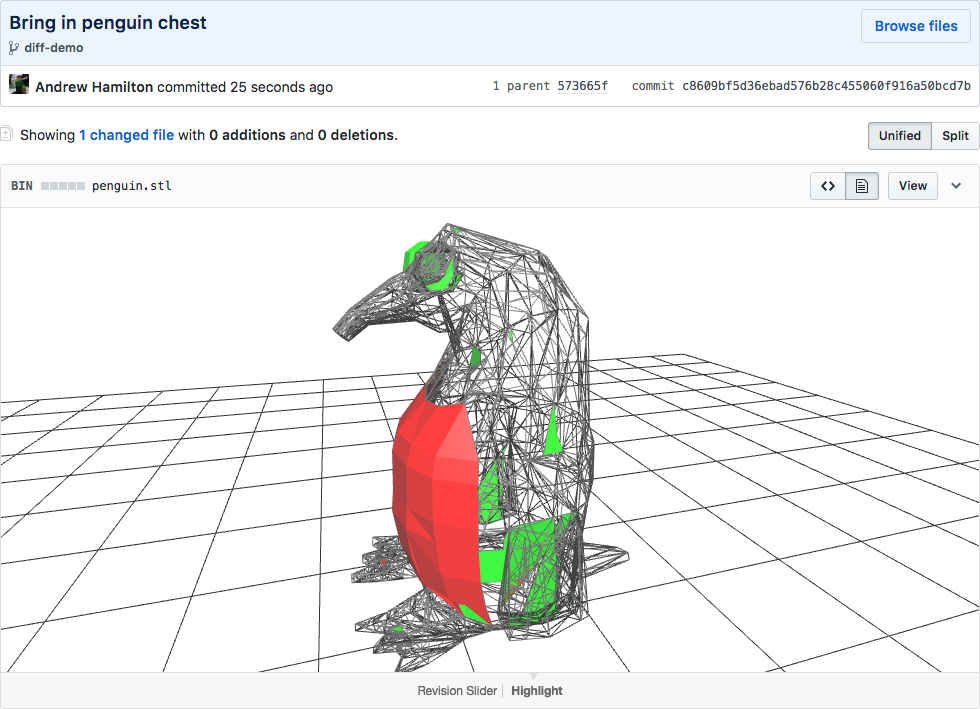 Bring in penguin chest
Browse files
diff-demo
Andrew Hamilton committed 25 seconds ago
1 parent 573665f commit c8609bf5d36ebad576b28c455060f916a50bcd7b
Showing 1 changed file with 0 additions and 0 deletions.
Unified Split
BIN penguin.stl
View
Revision Slider Highlight